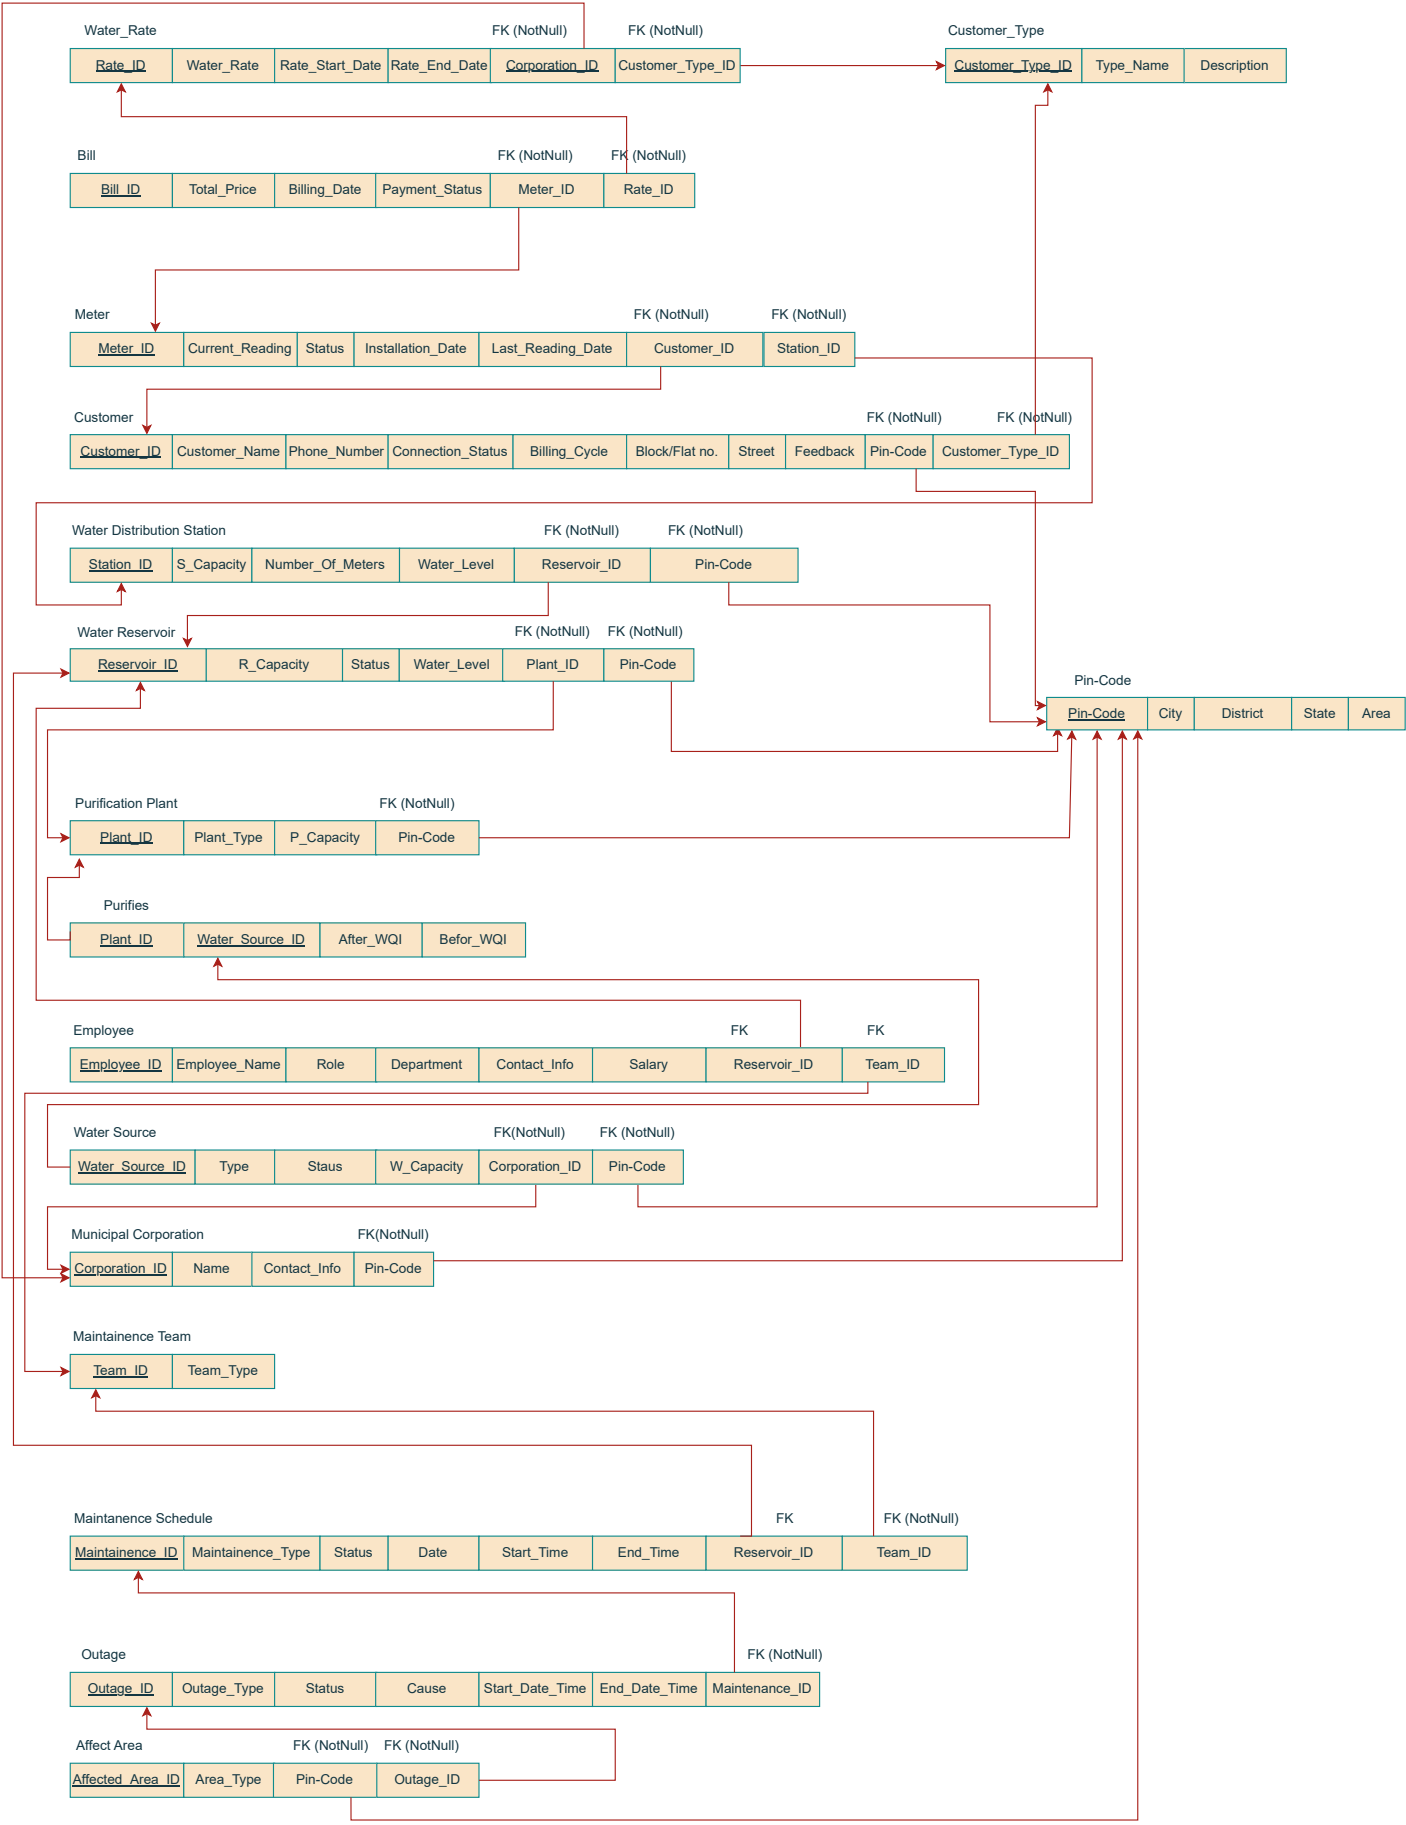 Water_Rate FK (NotNull) FK (NotNull) Customer_Type
Rate_ID Water_Rate Rate_Start_Date Rate_End_Date Corporation_ID Customer_Type_ID Customer_Type_ID Type_Name Description
Bill FK (NotNull) FK (NotNull)
Bill_ID Total_Price Billing_Date Payment_Status Meter_ID Rate_ID
Meter FK (NotNull) FK (NotNull)
Meter_ID Current_Reading Status Installation_Date Last_Reading_Date Customer_ID Station_ID
Customer FK (NotNull) FK (NotNull)
Customer_ID Customer_Name Phone_Number Connection_Status Billing_Cycle Block/Flat no. Street Feedback Pin-Code Customer_Type_ID
Water Distribution Station FK (NotNull) FK (NotNull)
Station_ID S_Capacity Number_Of_Meters Water_Level Reservoir_ID Pin-Code
Water Reservoir FK (NotNull) FK (NotNull)
Reservoir_ID R_Capacity Status Water_Level Plant_ID Pin-Code
Pin-Code
Pin-Code City District State Area
Purification Plant FK (NotNull)
Plant_ID Plant_Type P_Capacity Pin-Code
Purifies
Plant_ID Water_Source_ID After_WQI Befor_WQI
Employee FK FK
Employee_ID Employee_Name Role Department Contact_Info Salary Reservoir_ID Team_ID
Water Source FK(NotNull) FK (NotNull)
Water_Source_ID Type Staus W_Capacity Corporation_ID Pin-Code
Municipal Corporation FK(NotNull)
Corporation_ID Name Contact_Info Pin-Code
Maintainence Team
Team_ID Team_Type
Maintanence Schedule FK FK (NotNull)
Maintainence_ID Maintainence_Type Status Date Start_Time End_Time Reservoir_ID Team_ID
Outage FK (NotNull)
Outage_ID Outage_Type Status Cause Start_Date_Time End_Date_Time Maintenance_ID
Affect Area FK (NotNull) FK (NotNull)
Affected_Area_ID Area_Type Pin-Code Outage_ID